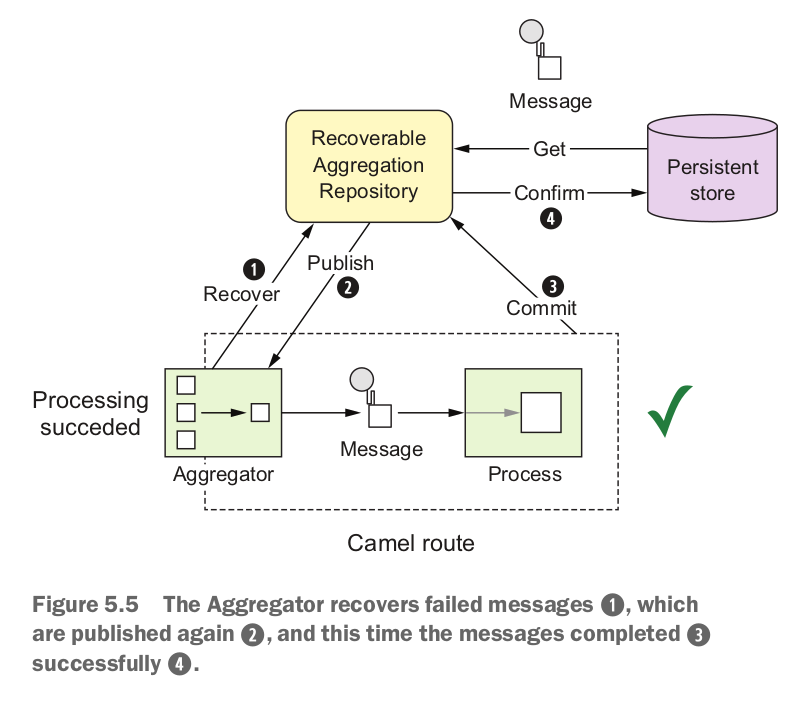 Message
Recoverable
Aggregation
Repository
Get
Confirm
4
Persistent
store
1
Recover
Publish
2
3
Commit
Processing
succeded
Aggregator
Message
Process
Camel route
Figure 5.5 The Aggregator recovers failed messages 1, which
are published again 2, and this time the messages completed 3
successfully 4.